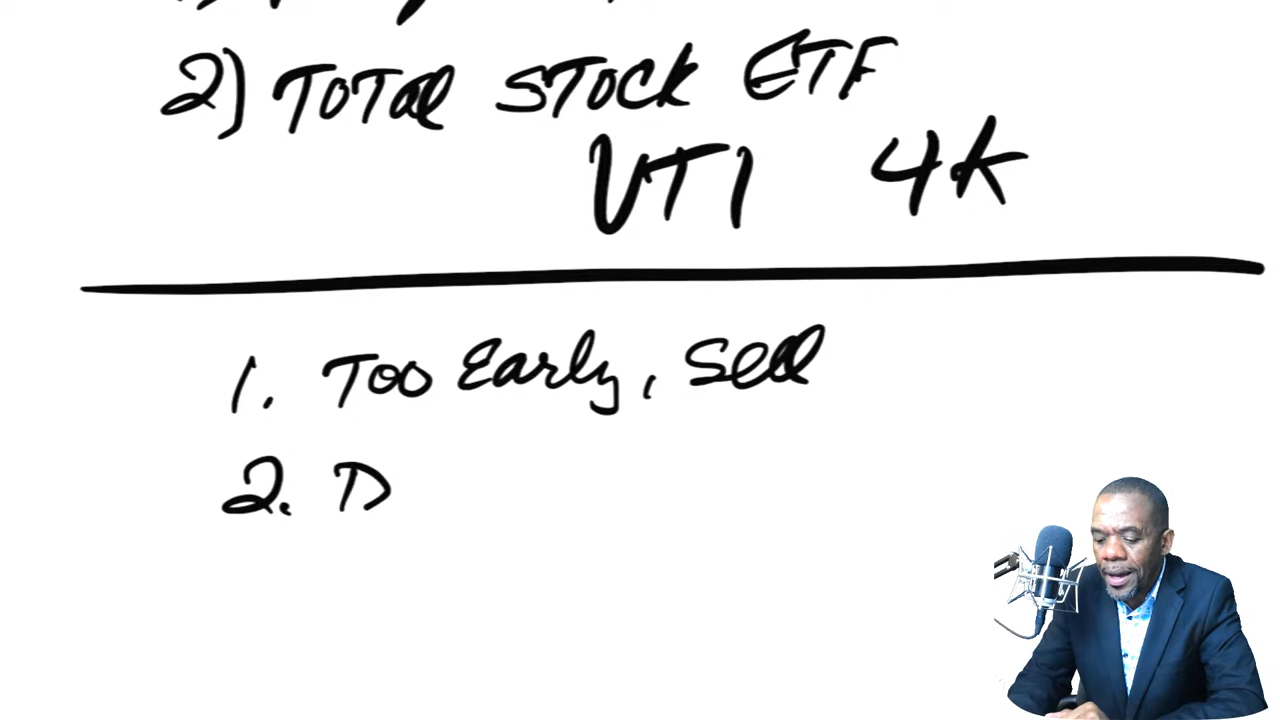 2) TOTal STOCK ETF
VTI 4K
1. Too Early, Sell
2. D